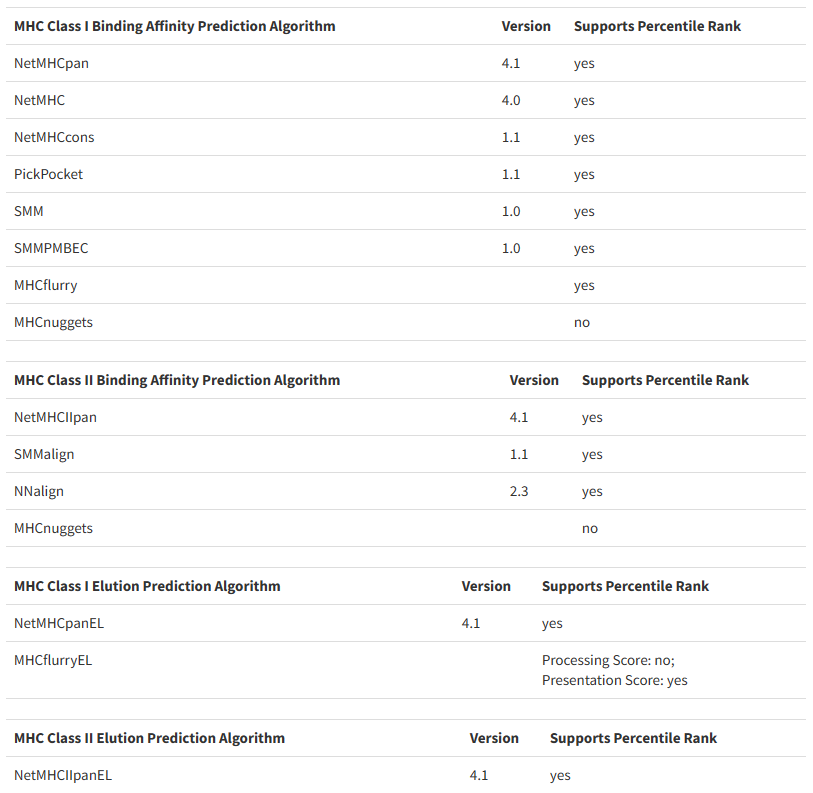 MHC Class I Binding Affinity Prediction Algorithm Version Supports Percentile Rank
NetMHCpan 4.1 yes
NetMHC 4.0 yes
NetMHCcons 1.1 yes
PickPocket 1.1 yes
SMM 1.0 yes
SMMPMBEC 1.0 yes
MHCflurry yes
MHCnuggets no
MHC Class II Binding Affinity Prediction Algorithm Version Supports Percentile Rank
NetMHCIIpan 4.1 yes
SMMalign 1.1 yes
NNalign 2.3 yes
MHCnuggets no
MHC Class I Elution Prediction Algorithm Version Supports Percentile Rank
NetMHCpanEL 4.1 yes
MHCflurryEL Processing Score: no;
Presentation Score: yes
MHC Class II Elution Prediction Algorithm Version Supports Percentile Rank
NetMHCIIpanEL 4.1 yes